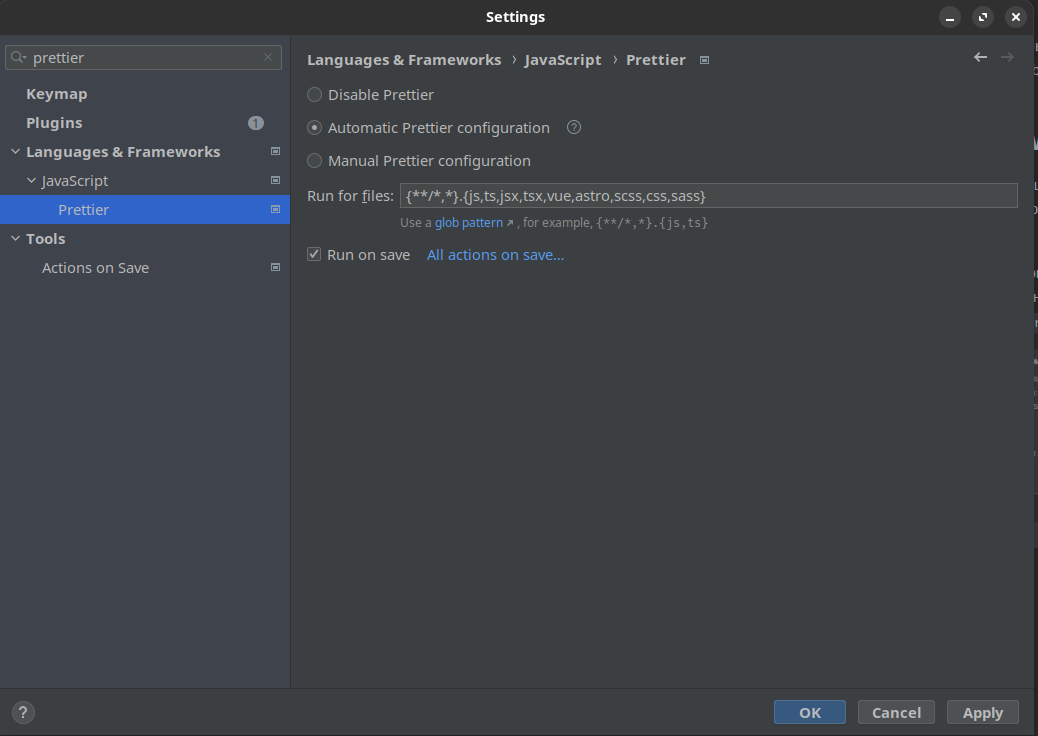 Settings
prettier
Keymap
Plugins 1
Languages & Frameworks
JavaScript
Prettier
Tools
Actions on Save
Languages & Frameworks › JavaScript › Prettier
Disable Prettier
Automatic Prettier configuration ?
Manual Prettier configuration
Run for files: {**/*,*}.{js,ts,jsx,tsx,vue,astro,scss,css,sass}
Use a glob pattern ↗, for example, {**/*,*}.{js,ts}
Run on save All actions on save...
? OK Cancel Apply